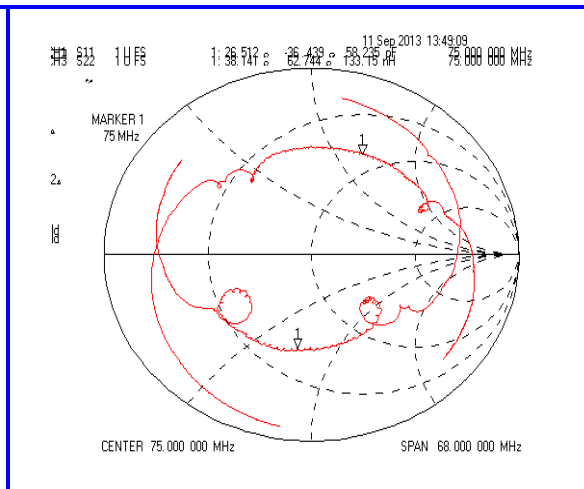 11 Sep 2013 13:49:09
S11 1 U FS 1: 26.512 Ω -36.439 Ω 58.235 pF 75.000 000 MHz
S22 1 U FS 1: 38.141 Ω 62.744 Ω 133.15 nH 75.000 000 MHz
MARKER 1
75 MHz
1
2
1
CENTER 75.000 000 MHz SPAN 68.000 000 MHz